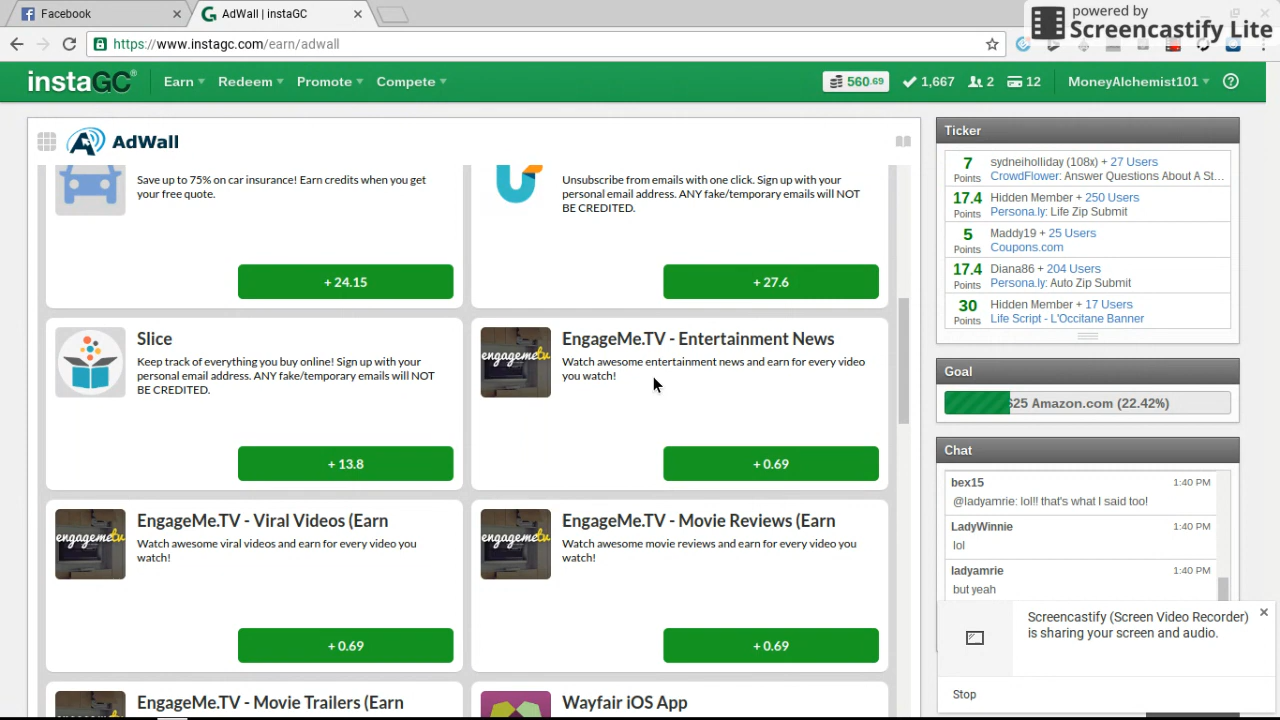 Facebook
AdWall | instaGC
powered by
Screencastify Lite
https://www.instagc.com/earn/adwall
instaGC
Earn
Redeem
Promote
Compete
560.69
1,667
2
12
MoneyAlchemist101
AdWall
Save up to 75% on car insurance! Earn credits when you get
your free quote.
+ 24.15
Unsubscribe from emails with one click. Sign up with your
personal email address. ANY fake/temporary emails will NOT
BE CREDITED.
+ 27.6
Slice
Keep track of everything you buy online! Sign up with your
personal email address. ANY fake/temporary emails will NOT
BE CREDITED.
+ 13.8
engagemetv
EngageMe.TV - Entertainment News
Watch awesome entertainment news and earn for every video
you watch!
+ 0.69
engagemetv
EngageMe.TV - Viral Videos (Earn
Watch awesome viral videos and earn for every video you
watch!
+ 0.69
engagemetv
EngageMe.TV - Movie Reviews (Earn
Watch awesome movie reviews and earn for every video you
watch!
+ 0.69
EngageMe.TV - Movie Trailers (Earn
Wayfair iOS App
Ticker
7
Points
sydneiholliday (108x) + 27 Users
CrowdFlower: Answer Questions About A St...
17.4
Points
Hidden Member + 250 Users
Persona.ly: Life Zip Submit
5
Points
Maddy19 + 25 Users
Coupons.com
17.4
Points
Diana86 + 204 Users
Persona.ly: Auto Zip Submit
30
Points
Hidden Member + 17 Users
Life Script - L'Occitane Banner
Goal
$25 Amazon.com (22.42%)
Chat
bex15
1:40 PM
@ladyamrie: lol!! that's what I said too!
LadyWinnie
1:40 PM
lol
ladyamrie
1:40 PM
but yeah
Screencastify (Screen Video Recorder)
is sharing your screen and audio.
Stop